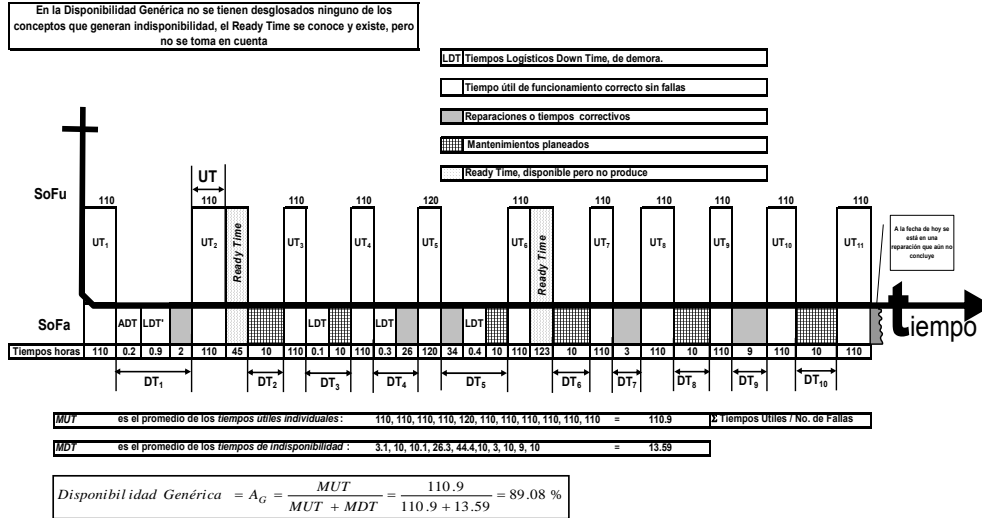 En la Disponibilidad Genérica no se tienen desglosados ninguno de los
conceptos que generan indisponibilidad, el Ready Time se conoce y existe, pero
no se toma en cuenta
LDT Tiempos Logísticos Down Time, de demora.
Tiempo útil de funcionamiento correcto sin fallas
Reparaciones o tiempos correctivos
Mantenimientos planeados
Ready Time, disponible pero no produce
UT
SoFu
110 110 110 110 120 110 110 110 110 110 110
UT1 UT2 Ready Time UT3 UT4 UT5 UT6 Ready Time UT7 UT8 UT9 UT10 UT11
A la fecha de hoy se
está en una
reparación que aún no
concluye
tiempo
SoFa
ADT LDT' LDT LDT LDT
Tiempos horas 110 0.2 0.9 2 110 45 10 110 0.1 10 110 0.3 26 120 34 0.4 10 110 123 10 110 3 110 10 110 9 110 10 110
DT1 DT2 DT3 DT4 DT5 DT6 DT7 DT8 DT9 DT10
MUT es el promedio de los tiempos útiles individuales: 110, 110, 110, 110, 120, 110, 110, 110, 110, 110, 110 = 110.9 Σ Tiempos Útiles / No. de Fallas
MDT es el promedio de los tiempos de indisponibilidad : 3.1, 10, 10.1, 26.3, 44.4,10, 3, 10, 9, 10 = 13.59
Disponibilidad Genérica = AG = MUT / MUT + MDT = 110.9 / 110.9 + 13.59 = 89.08 %